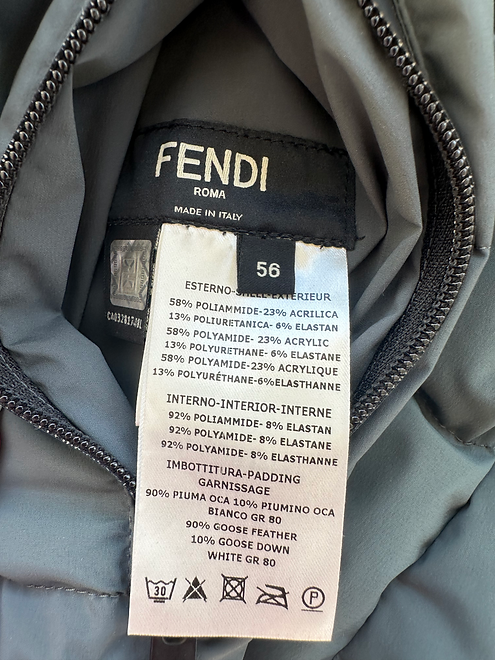 FENDI
ROMA
MADE IN ITALY
56
ESTERNO-SHELL-EXTÉRIEUR
58% POLIAMMIDE-23% ACRILICA
13% POLIURETANICA- 6% ELASTAN
58% POLYAMIDE- 23% ACRYLIC
13% POLYURETHANE- 6% ELASTANE
58% POLYAMIDE-23% ACRYLIQUE
13% POLYURÉTHANE-6%ELASTHANNE
INTERNO-INTERIOR-INTERNE
92% POLIAMMIDE- 8% ELASTAN
92% POLYAMIDE- 8% ELASTANE
92% POLYAMIDE- 8% ELASTHANNE
IMBOTTITURA-PADDING
GARNISSAGE
90% PIUMA OCA 10% PIUMINO OCA
BIANCO GR 80
90% GOOSE FEATHER
10% GOOSE DOWN
WHITE GR 80
30
P